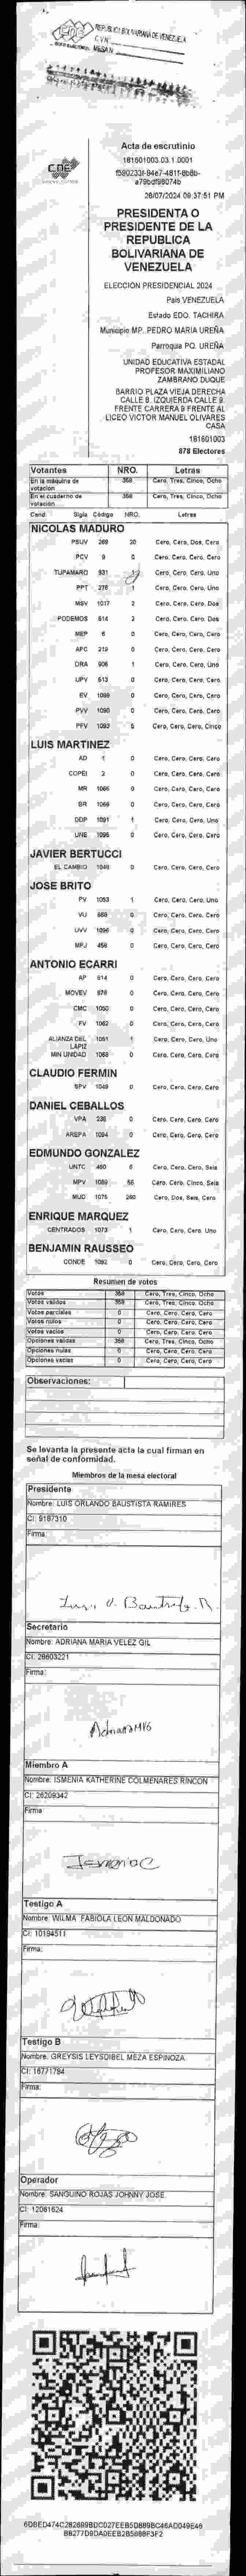 REPUBLICA BOLIVARIANA DE VENEZUELA
MESA N
CNE
Acta de escrutinio
181601003.03.1.0001
28/07/2024 09:37:51 PM
PRESIDENTA O
PRESIDENTE DE LA
REPUBLICA
BOLIVARIANA DE
VENEZUELA
ELECCION PRESIDENCIAL 2024
Pais VENEZUELA
Estado EDO. TACHIRA
Municipio MP. PEDRO MARIA UREÑA
Parroquia PQ. UREÑA
UNIDAD EDUCATIVA ESTADAL
PROFESOR MAXIMILIANO
ZAMBRANO DUQUE
BARRIO PLAZA VIEJA DERECHA
CALLE 8. IZQUIERDA CALLE 9.
FRENTE CARRERA 9 FRENTE AL
LICEO VICTOR MANUEL OLIVARES
CASA
181601003
878 Electores
Votantes NRO. Letras
En la máquina de votación 358 Cero, Tres, Cinco, Ocho
En el cuaderno de votación 358 Cero, Tres, Cinco, Ocho
Cand. Sigla Código NRO. Letras
NICOLAS MADURO
PSUV 269 20 Cero, Cero, Dos, Cero
PCV 9 0 Cero, Cero, Cero, Cero
TUPAMARO 931 1 Cero, Cero, Cero, Uno
PPT 276 1 Cero, Cero, Cero, Uno
MSV 1017 2 Cero, Cero, Cero, Dos
PODEMOS 514 2 Cero, Cero, Cero, Dos
MEP 6 0 Cero, Cero, Cero, Cero
APC 219 0 Cero, Cero, Cero, Cero
ORA 906 1 Cero, Cero, Cero, Uno
UPV 513 0 Cero, Cero, Cero, Cero
EV 1089 0 Cero, Cero, Cero, Cero
PVV 1090 0 Cero, Cero, Cero, Cero
PFV 1093 5 Cero, Cero, Cero, Cinco
LUIS MARTINEZ
AD 1 0 Cero, Cero, Cero, Cero
COPEI 2 0 Cero, Cero, Cero, Cero
MR 1065 0 Cero, Cero, Cero, Cero
BR 1066 0 Cero, Cero, Cero, Cero
DDP 1091 1 Cero, Cero, Cero, Uno
UNE 1095 0 Cero, Cero, Cero, Cero
JAVIER BERTUCCI
EL CAMBIO 1048 0 Cero, Cero, Cero, Cero
JOSE BRITO
PV 1053 1 Cero, Cero, Cero, Uno
VU 868 0 Cero, Cero, Cero, Cero
UVV 1096 0 Cero, Cero, Cero, Cero
MPJ 458 0 Cero, Cero, Cero, Cero
ANTONIO ECARRI
AP 614 0 Cero, Cero, Cero, Cero
MOVEV 878 0 Cero, Cero, Cero, Cero
CMC 1050 0 Cero, Cero, Cero, Cero
FV 1062 0 Cero, Cero, Cero, Cero
ALIANZA DEL LAPIZ 1051 1 Cero, Cero, Cero, Uno
MIN UNIDAD 1068 0 Cero, Cero, Cero, Cero
CLAUDIO FERMIN
SPV 1049 0 Cero, Cero, Cero, Cero
DANIEL CEBALLOS
VPA 236 0 Cero, Cero, Cero, Cero
AREPA 1094 0 Cero, Cero, Cero, Cero
EDMUNDO GONZALEZ
UNTC 460 6 Cero, Cero, Cero, Seis
MPV 1069 56 Cero, Cero, Cinco, Seis
MUD 1075 260 Cero, Dos, Seis, Cero
ENRIQUE MARQUEZ
CENTRADOS 1073 1 Cero, Cero, Cero, Uno
BENJAMIN RAUSSEO
CONDE 1092 0 Cero, Cero, Cero, Cero
Resumen de votos
Votos 358 Cero, Tres, Cinco, Ocho
Votos válidos 358 Cero, Tres, Cinco, Ocho
Votos parciales 0 Cero, Cero, Cero, Cero
Votos nulos 0 Cero, Cero, Cero, Cero
Votos vacíos 0 Cero, Cero, Cero, Cero
Opciones válidas 358 Cero, Tres, Cinco, Ocho
Opciones nulas 0 Cero, Cero, Cero, Cero
Opciones vacías 0 Cero, Cero, Cero, Cero
Observaciones:
Se levanta la presente acta la cual firman en
señal de conformidad.
Miembros de la mesa electoral
Presidente
Nombre: LUIS ORLANDO BAUSTISTA RAMIRES
CI: 9187310
Firma:
Luis O. Bautista R.
Secretario
Nombre: ADRIANA MARIA VELEZ GIL
CI: 26603221
Firma:
Adriana MVG
Miembro A
Nombre: ISMENIA KATHERINE COLMENARES RINCON
CI: 26209342
Firma:
Ismenia C
Testigo A
Nombre: WILMA FABIOLA LEON MALDONADO
CI: 10194511
Firma:
Testigo B
Nombre: GREYSIS LEYSDIBEL MEZA ESPINOZA
CI: 16771784
Firma:
Operador
Nombre: SANGUINO ROJAS JOHNNY JOSE
CI: 12061624
Firma: